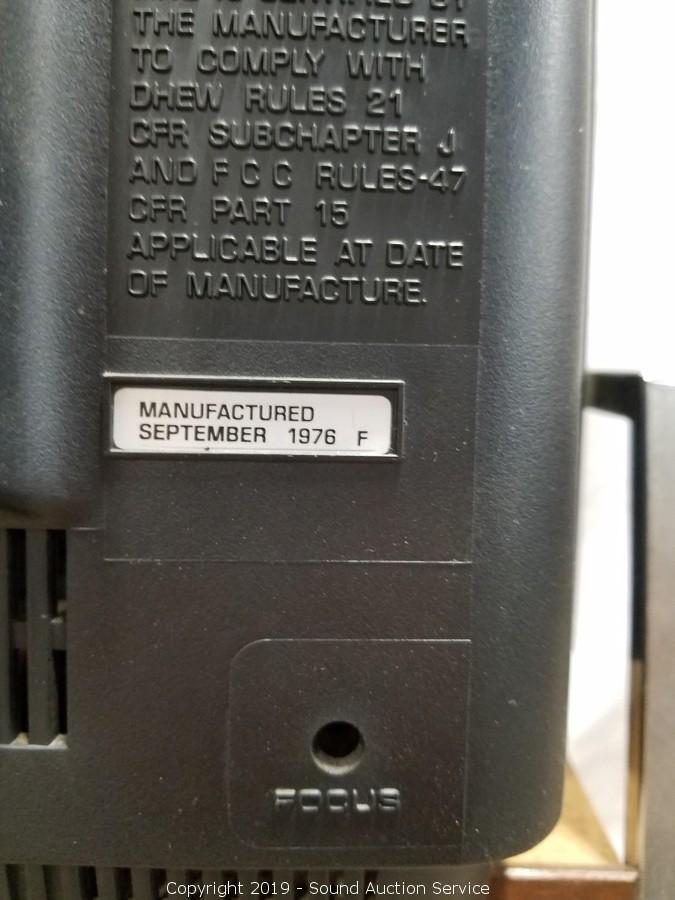 THE MANUFACTURER
TO COMPLY WITH
DHEW RULES 21
CFR SUBCHAPTER J
AND F C C RULES-47
CFR PART 15
APPLICABLE AT DATE
OF MANUFACTURE.
MANUFACTURED
SEPTEMBER 1976 F
FOCUS
Copyright 2019 - Sound Auction Service